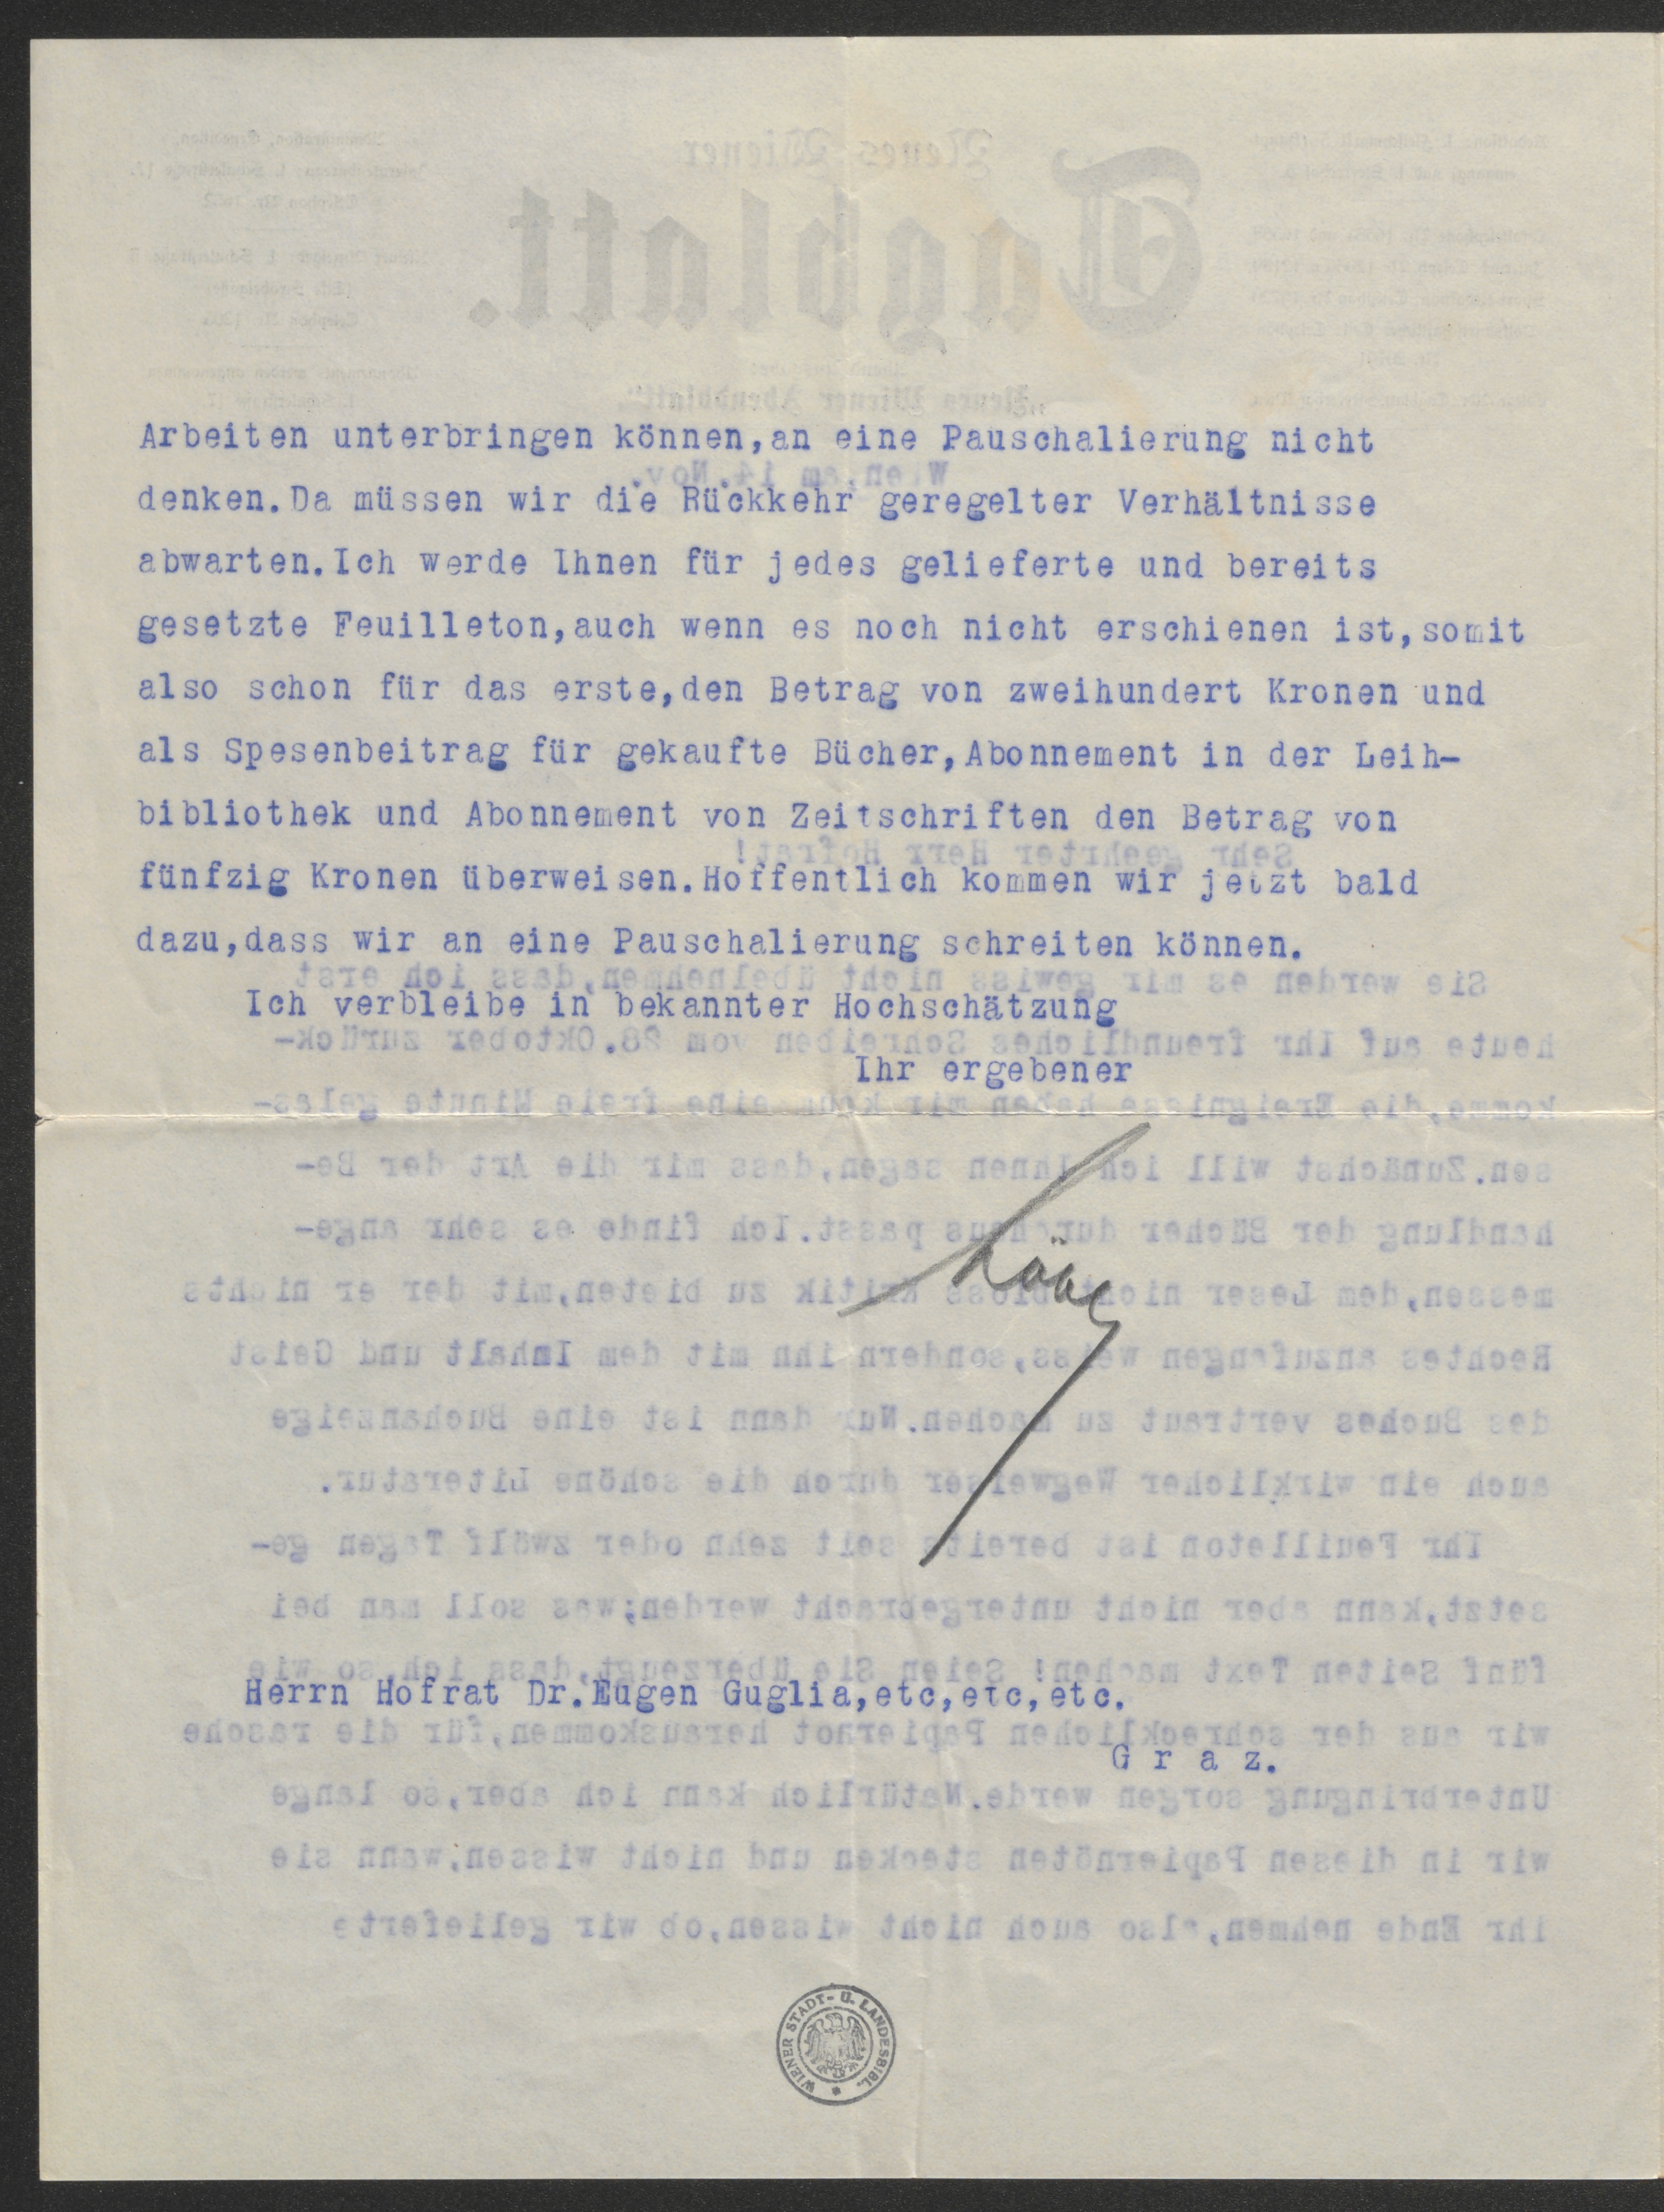 Arbeiten unterbringen können,an eine Pauschalierung nicht
denken.Da müssen wir die Rückkehr geregelter Verhältnisse
abwarten.Ich werde Ihnen für jedes gelieferte und bereits
gesetzte Feuilleton,auch wenn es noch nicht erschienen ist,somit
also schon für das erste,den Betrag von zweihundert Kronen und
als Spesenbeitrag für gekaufte Bücher,Abonnement in der Leih-
bibliothek und Abonnement von Zeitschriften den Betrag von
fünfzig Kronen überweisen.Hoffentlich kommen wir jetzt bald
dazu,dass wir an eine Pauschalierung schreiten können.
Ich verbleibe in bekannter Hochschätzung
Ihr ergebener
Herrn Hofrat Dr.Eugen Guglia,etc,etc,etc.
G r a z.
WIENER STADT- U. LANDESBIBL.